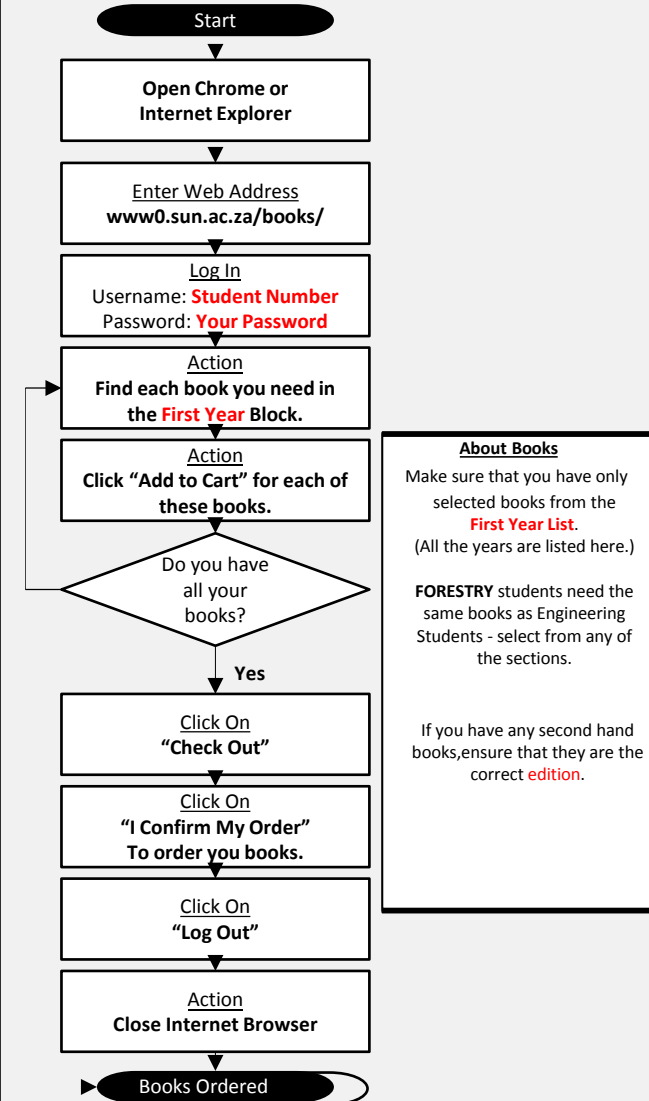 Start
Open Chrome or
Internet Explorer
Enter Web Address
www0.sun.ac.za/books/
Log In
Username: Student Number
Password: Your Password
Action
Find each book you need in
the First Year Block.
Action
Click “Add to Cart” for each of
these books.
Do you have
all your
books?
Yes
Click On
“Check Out”
Click On
“I Confirm My Order”
To order you books.
Click On
“Log Out”
Action
Close Internet Browser
Books Ordered
About Books
Make sure that you have only
selected books from the
First Year List.
(All the years are listed here.)
FORESTRY students need the
same books as Engineering
Students - select from any of
the sections.
If you have any second hand
books,ensure that they are the
correct edition.